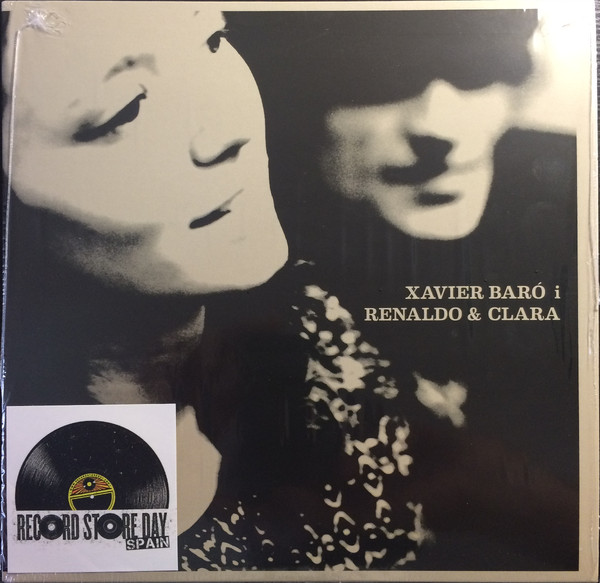 XAVIER BARÓ i
RENALDO & CLARA
RECORD STORE DAY
SPAIN